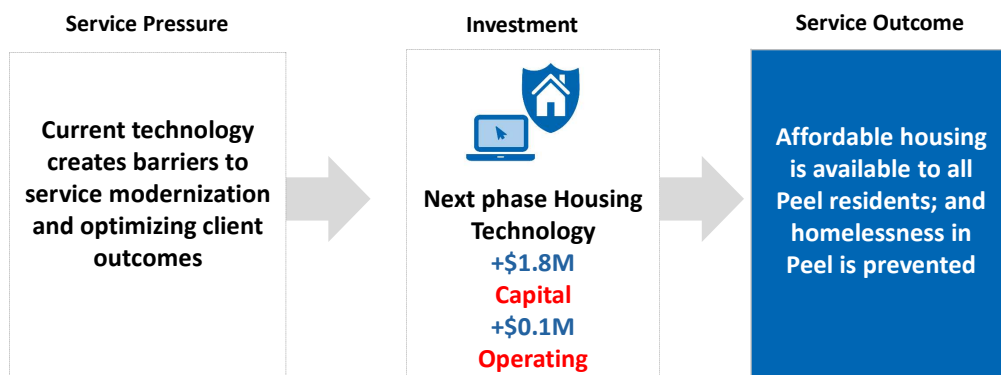 Service Pressure
Current technology
creates barriers to
service modernization
and optimizing client
outcomes
Investment
Next phase Housing
Technology
+$1.8M
Capital
+$0.1M
Operating
Service Outcome
Affordable housing
is available to all
Peel residents; and
homelessness in
Peel is prevented